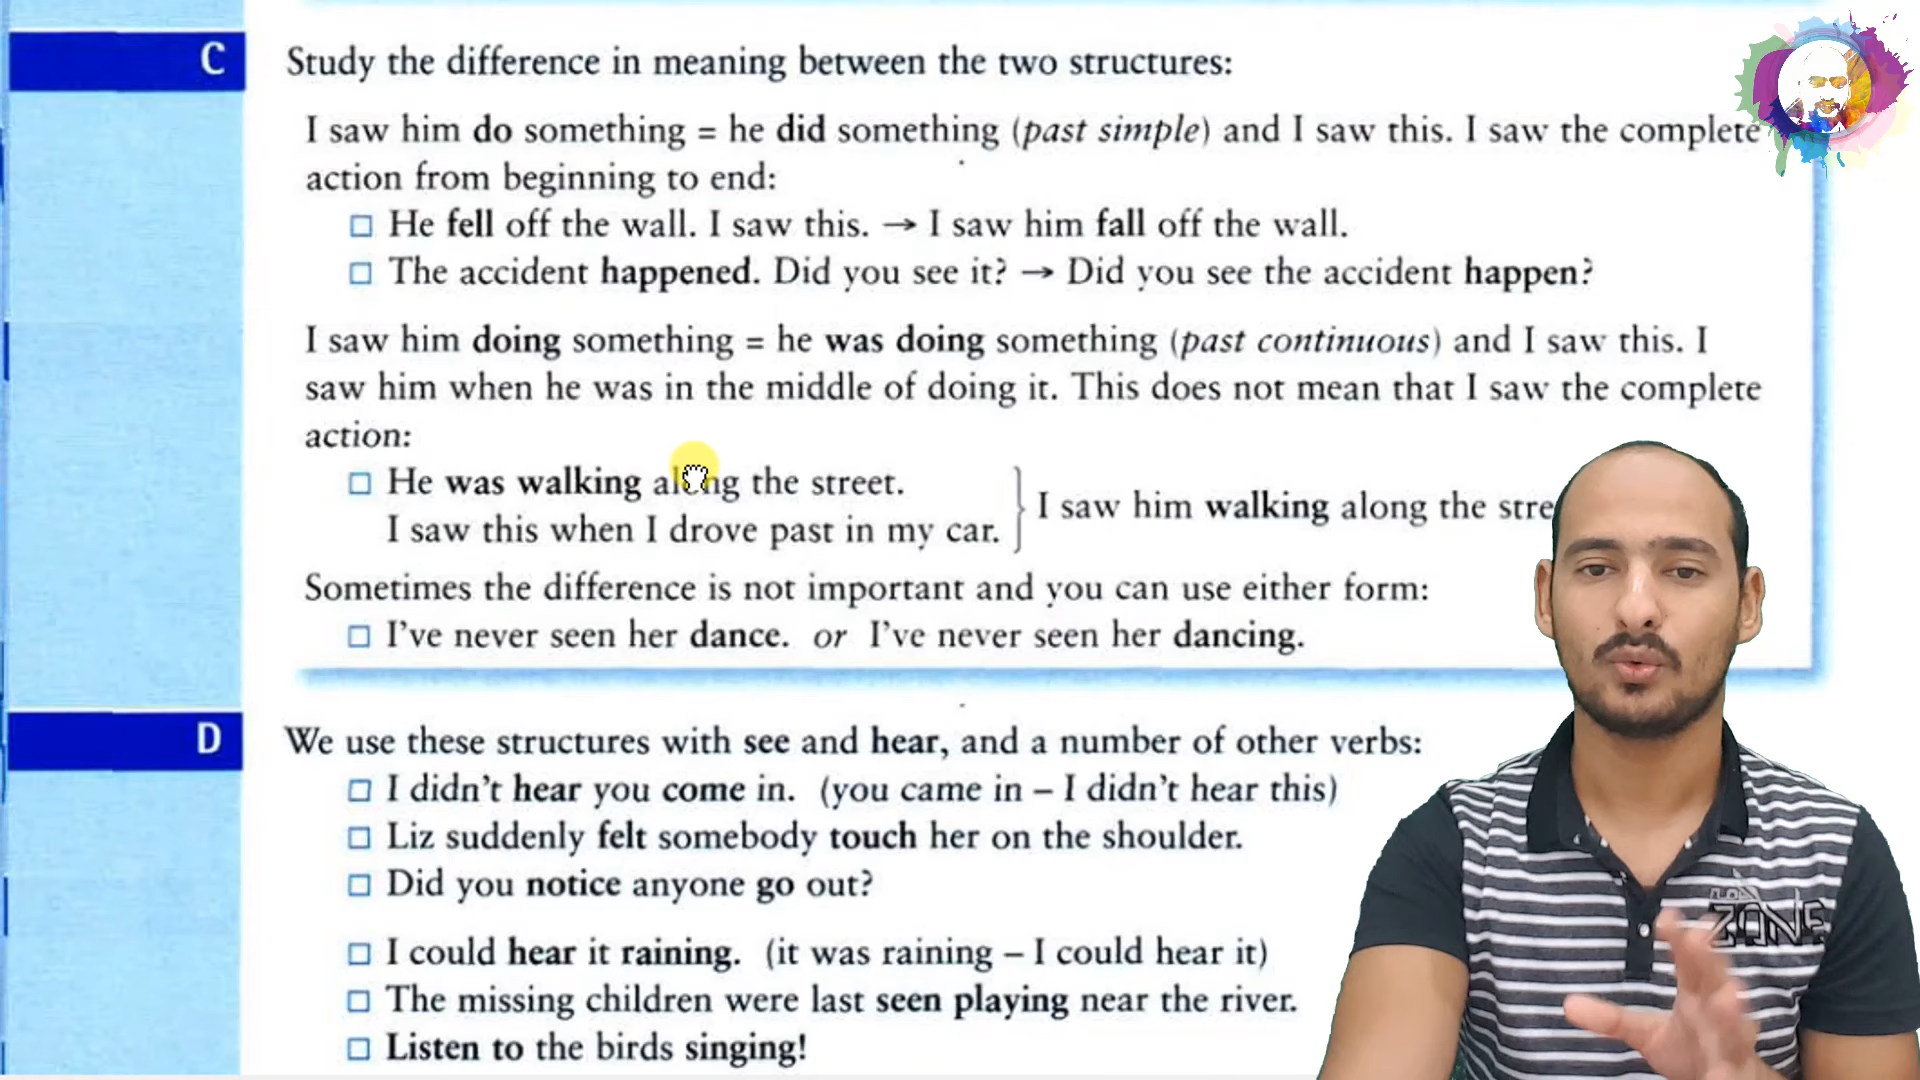 C
Study the difference in meaning between the two structures:
I saw him do something = he did something (past simple) and I saw this. I saw the complete
action from beginning to end:
He fell off the wall. I saw this. → I saw him fall off the wall.
The accident happened. Did you see it? → Did you see the accident happen?
I saw him doing something = he was doing something (past continuous) and I saw this. I
saw him when he was in the middle of doing it. This does not mean that I saw the complete
action:
He was walking along the street.
I saw this when I drove past in my car.
I saw him walking along the stre
Sometimes the difference is not important and you can use either form:
I've never seen her dance. or I've never seen her dancing.
D
We use these structures with see and hear, and a number of other verbs:
I didn't hear you come in. (you came in – I didn't hear this)
Liz suddenly felt somebody touch her on the shoulder.
Did you notice anyone go out?
I could hear it raining. (it was raining – I could hear it)
The missing children were last seen playing near the river.
Listen to the birds singing!
ZONE